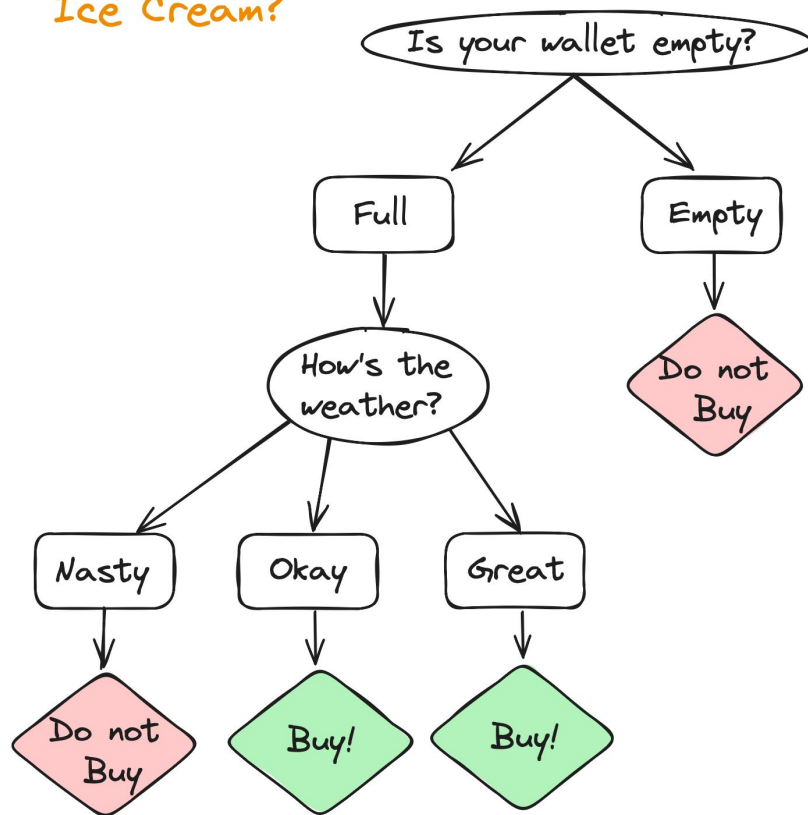 Ice Cream?
Is your wallet empty?
Full
Empty
How's the
weather?
Do not
Buy
Nasty
Okay
Great
Do not
Buy
Buy!
Buy!